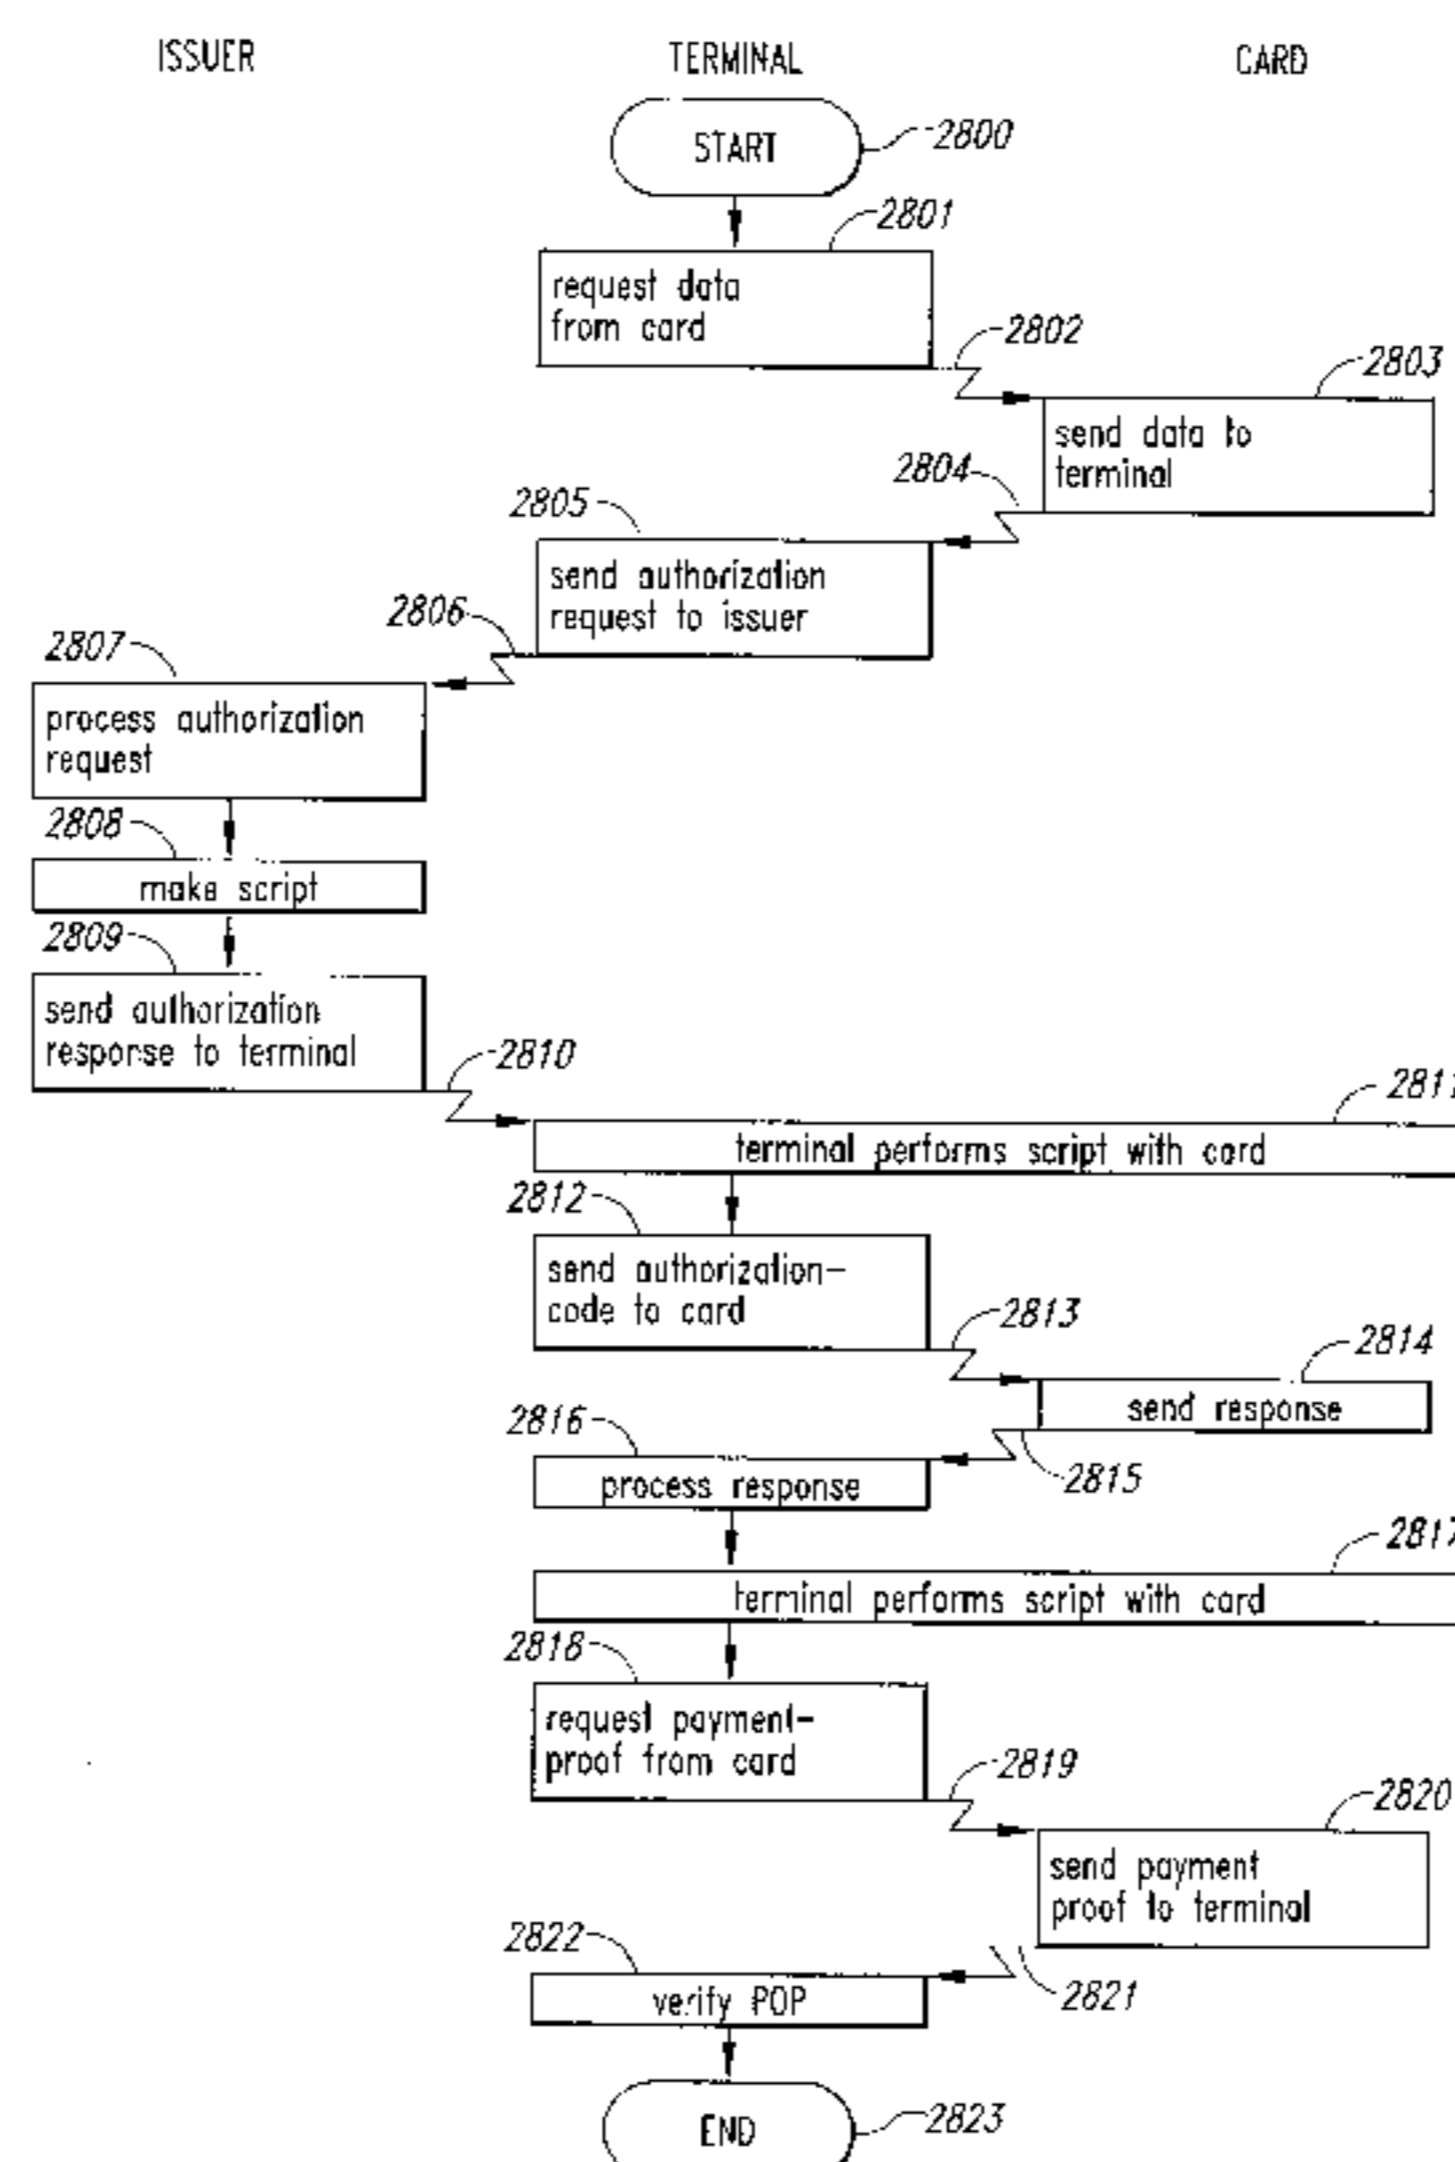 ISSUER TERMINAL CARD
START
2800
2801
request data
from card
2802
2803
send data to
terminal
2804
2805
send authorization
request to issuer
2806
2807
process authorization
request
2808
make script
2809
send authorization
response to terminal
2810
2811
terminal performs script with card
2812
send authorization-
code to card
2813
2814
send response
2815
2816
process response
2817
terminal performs script with card
2818
request payment-
proof from card
2819
2820
send payment
proof to terminal
2821
2822
verify POP
END
2823